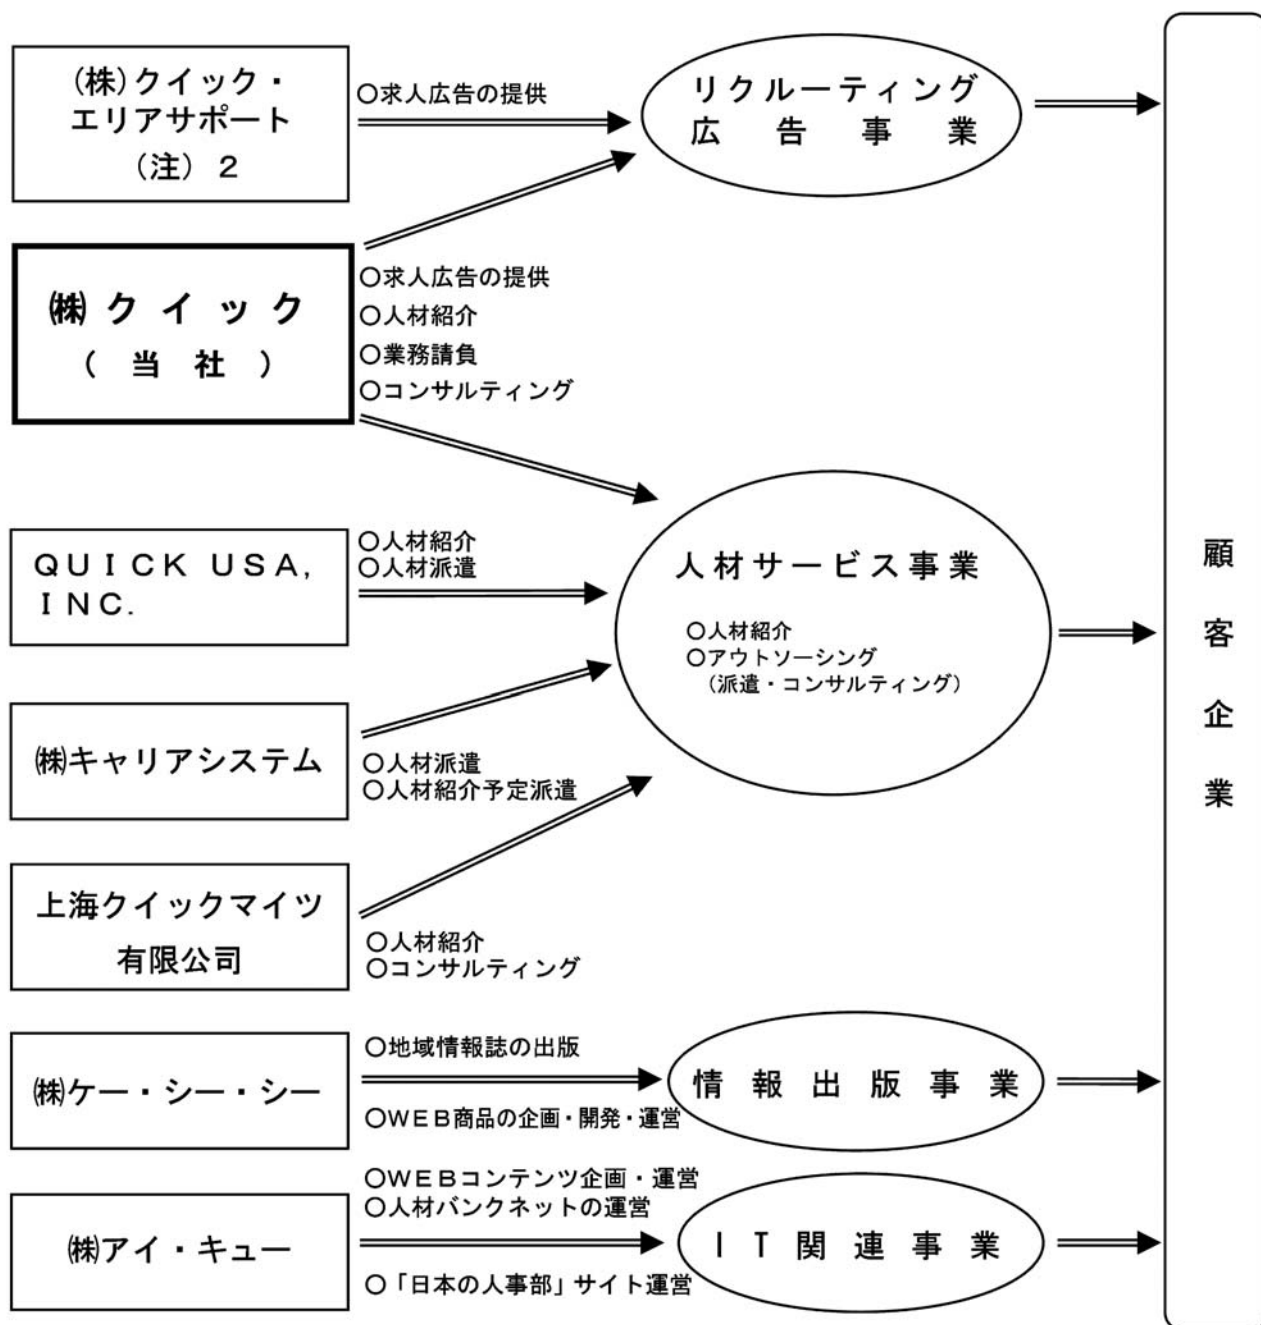 (株)クイック・
エリアサポート
(注)2
○求人広告の提供
リクルーティング
広告事業
㈱クイック
(当社)
○求人広告の提供
○人材紹介
○業務請負
○コンサルティング
QUICK USA,
INC.
○人材紹介
○人材派遣
人材サービス事業
○人材紹介
○アウトソーシング
(派遣・コンサルティング)
㈱キャリアシステム
○人材派遣
○人材紹介予定派遣
上海クイックマイツ
有限公司
○人材紹介
○コンサルティング
㈱ケー・シー・シー
○地域情報誌の出版
○WEB商品の企画・開発・運営
情報出版事業
㈱アイ・キュー
○WEBコンテンツ企画・運営
○人材バンクネットの運営
○「日本の人事部」サイト運営
IT関連事業
顧客企業